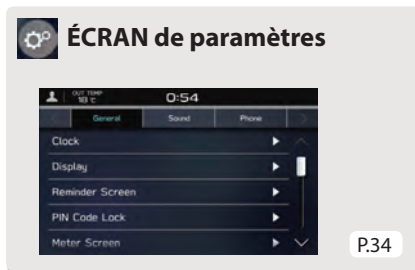 ÉCRAN de paramètres
OUT TEMP
18 °C
0:54
General Sound Phone
Clock
Display
Reminder Screen
PIN Code Lock
Meter Screen
P.34